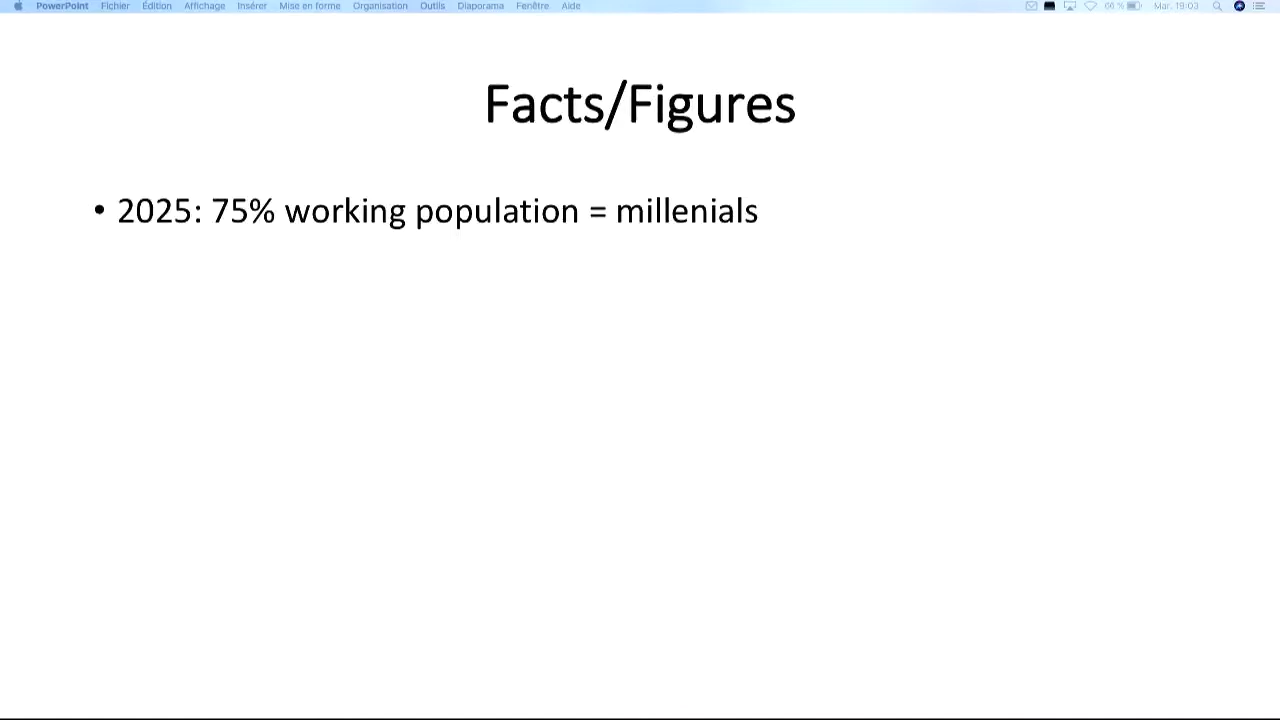 PowerPoint Fichier Édition Affichage Insérer Mise en forme Organisation Outils Diaporama Fenêtre Aide 66 % Mar. 19:03
Facts/Figures
• 2025: 75% working population = millenials